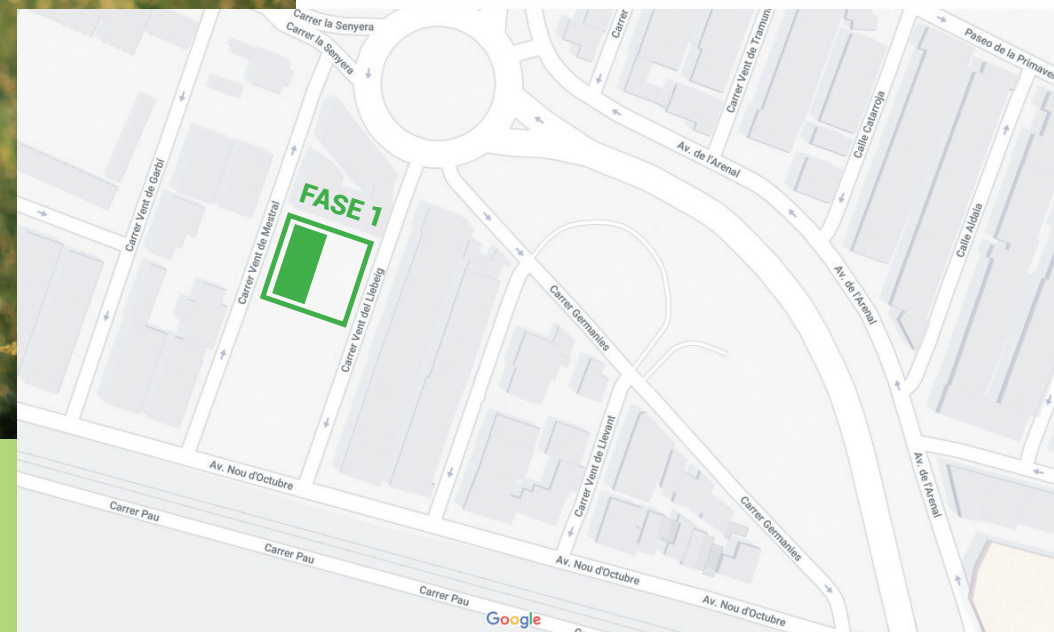 Carrer la Senyera
Carrer la Senyera
Carrer
Carrer Vent de Tramun
Paseo de la Primaver
Calle Catarroja
Av. de l'Arenal
Carrer Vent de Garbí
FASE 1
Carrer Vent de Mestral
Calle Aldaia
Carrer Vent del Llebeig
Av. de l'Arenal
Carrer Germanies
Carrer Vent de Llevant
Av. de l'Arenal
Av. Nou d'Octubre
Carrer Germanies
Carrer Pau
Carrer Pau
Av. Nou d'Octubre
Carrer Pau
Av. Nou d'Octubre
Google